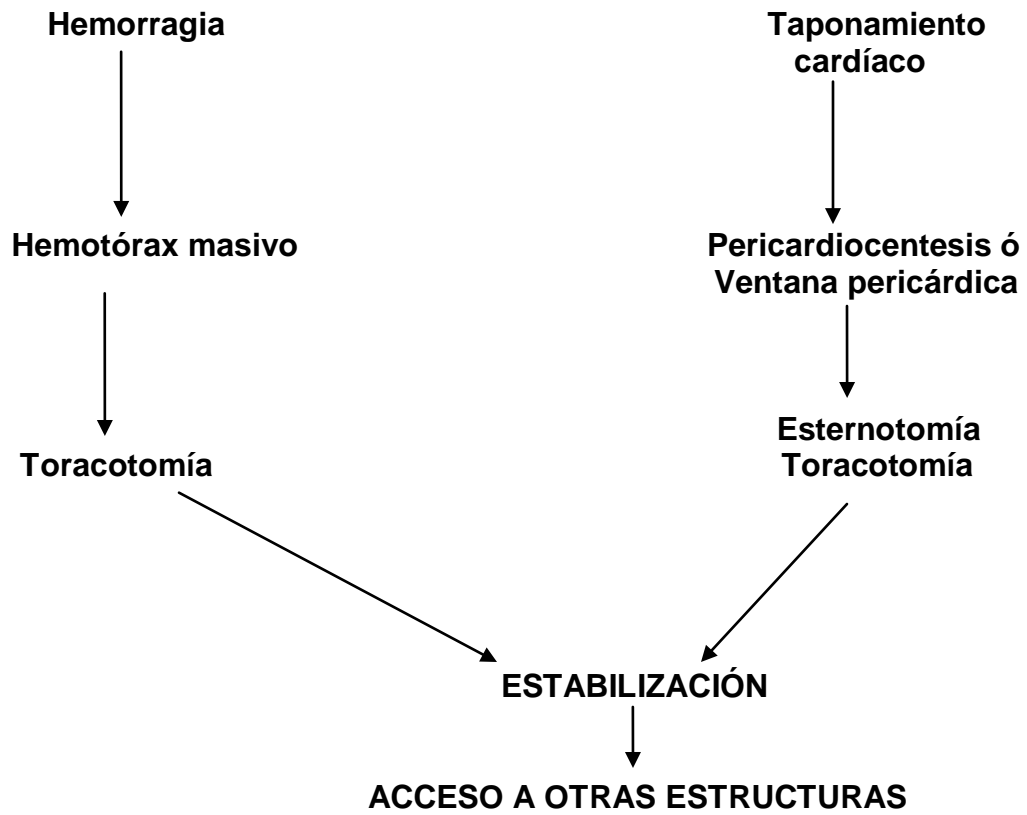 Hemorragia
Taponamiento
cardíaco
Hemotórax masivo
Pericardiocentesis ó
Ventana pericárdica
Toracotomía
Esternotomía
Toracotomía
ESTABILIZACIÓN
ACCESO A OTRAS ESTRUCTURAS